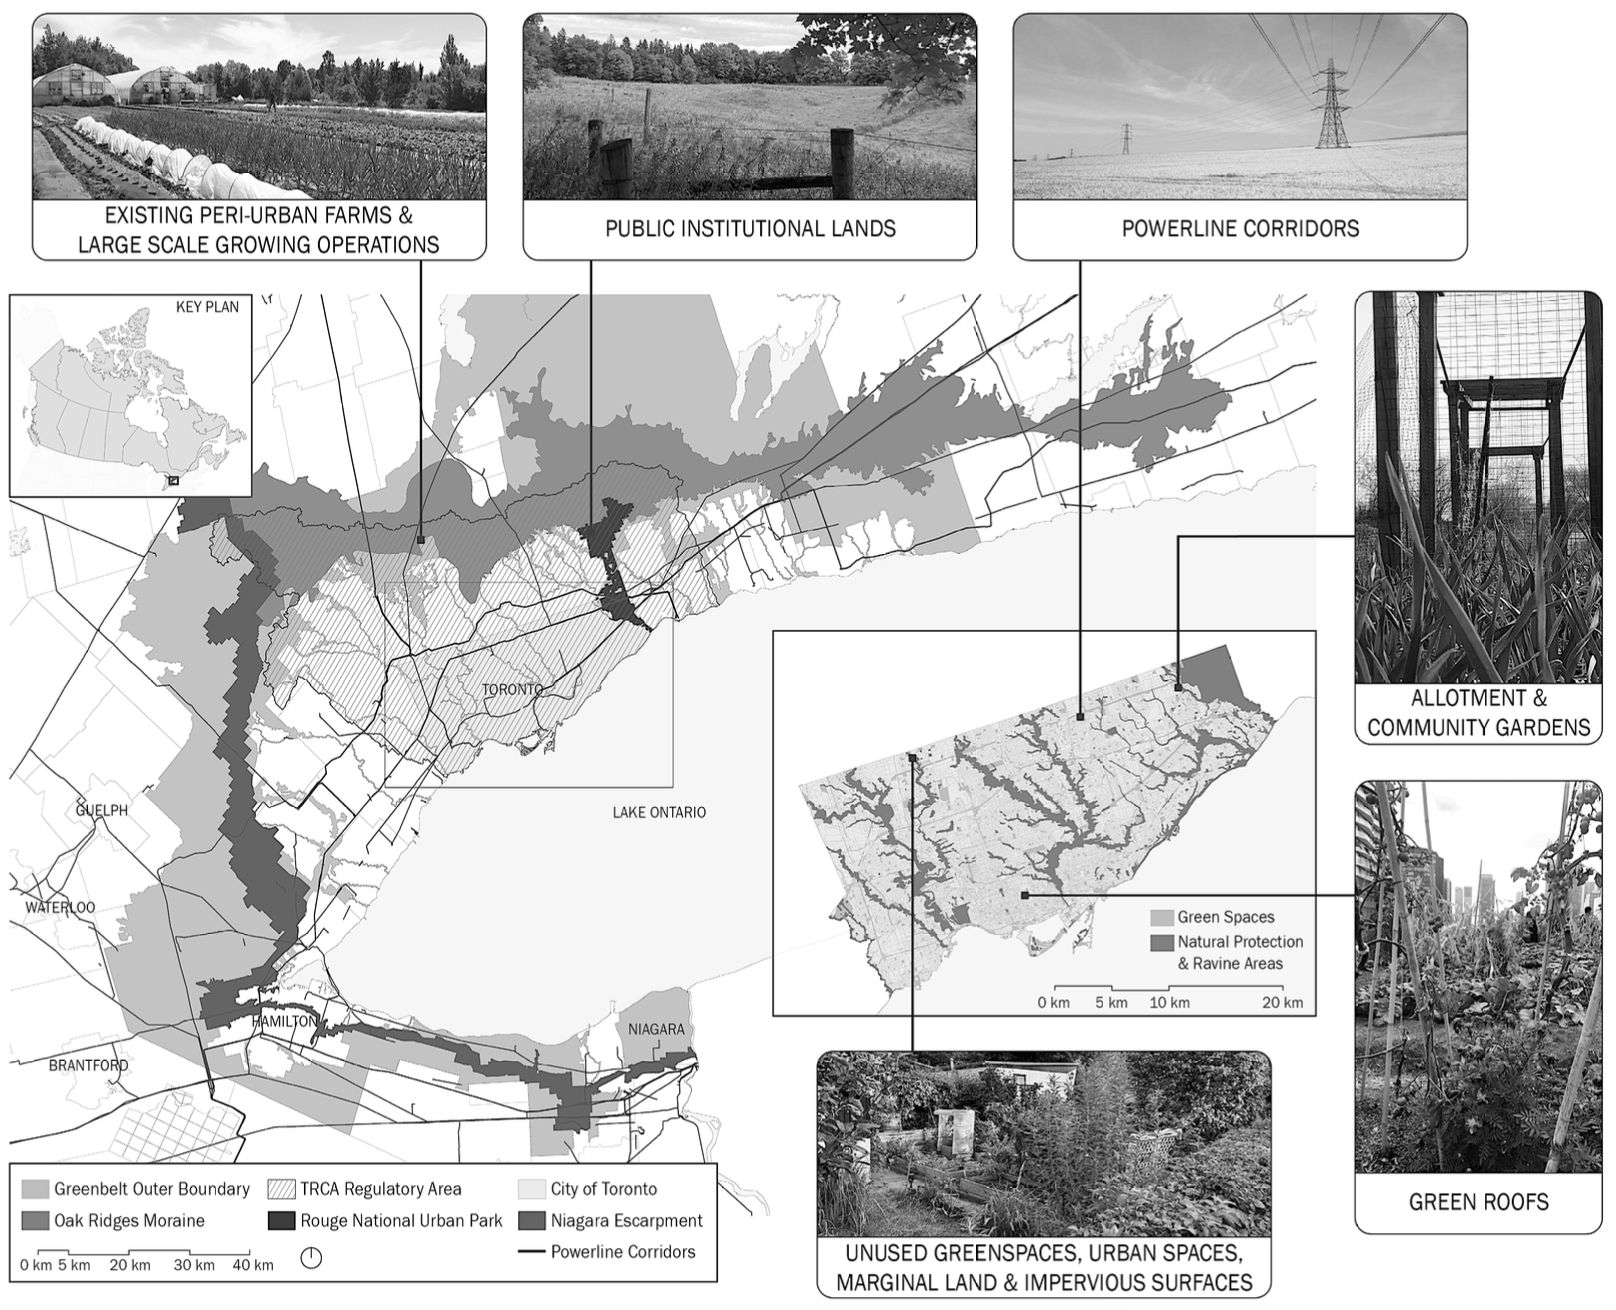 EXISTING PERI-URBAN FARMS &
LARGE SCALE GROWING OPERATIONS
PUBLIC INSTITUTIONAL LANDS
POWERLINE CORRIDORS
KEY PLAN
ALLOTMENT &
COMMUNITY GARDENS
TORONTO
LAKE ONTARIO
GUELPH
WATERLOO
HAMILTON
NIAGARA
BRANTFORD
Green Spaces
Natural Protection
& Ravine Areas
0 km 5 km 10 km 20 km
GREEN ROOFS
UNUSED GREENSPACES, URBAN SPACES,
MARGINAL LAND & IMPERVIOUS SURFACES
Greenbelt Outer Boundary
TRCA Regulatory Area
City of Toronto
Oak Ridges Moraine
Rouge National Urban Park
Niagara Escarpment
Powerline Corridors
0 km 5 km 20 km 30 km 40 km